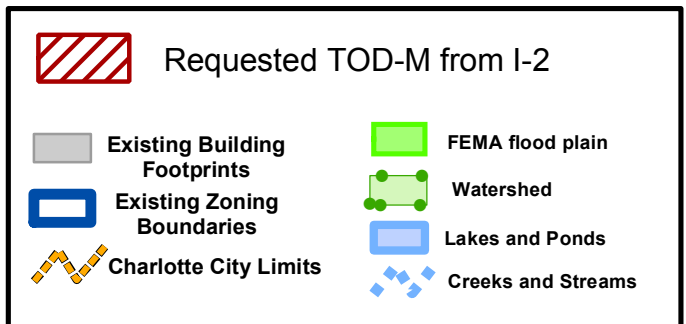 Requested TOD-M from I-2
Existing Building
Footprints
Existing Zoning
Boundaries
Charlotte City Limits
FEMA flood plain
Watershed
Lakes and Ponds
Creeks and Streams